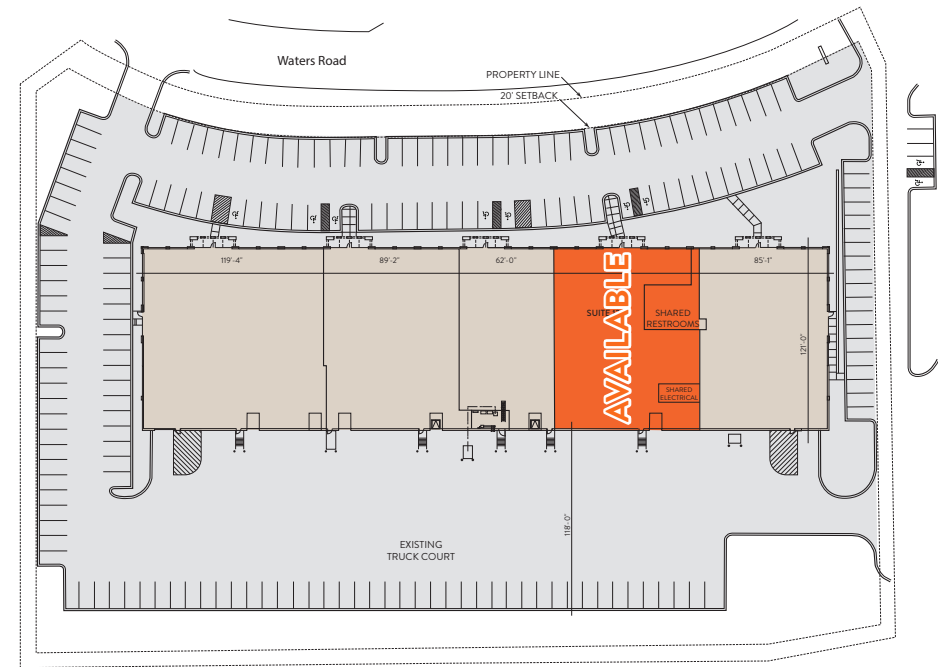 Waters Road
PROPERTY LINE
20' SETBACK
119'-4"
89'-2"
62'-0"
85'-1"
AVAILABLE
SUITE
SHARED
RESTROOMS
121'-0"
SHARED
ELECTRICAL
118'-0"
EXISTING
TRUCK COURT